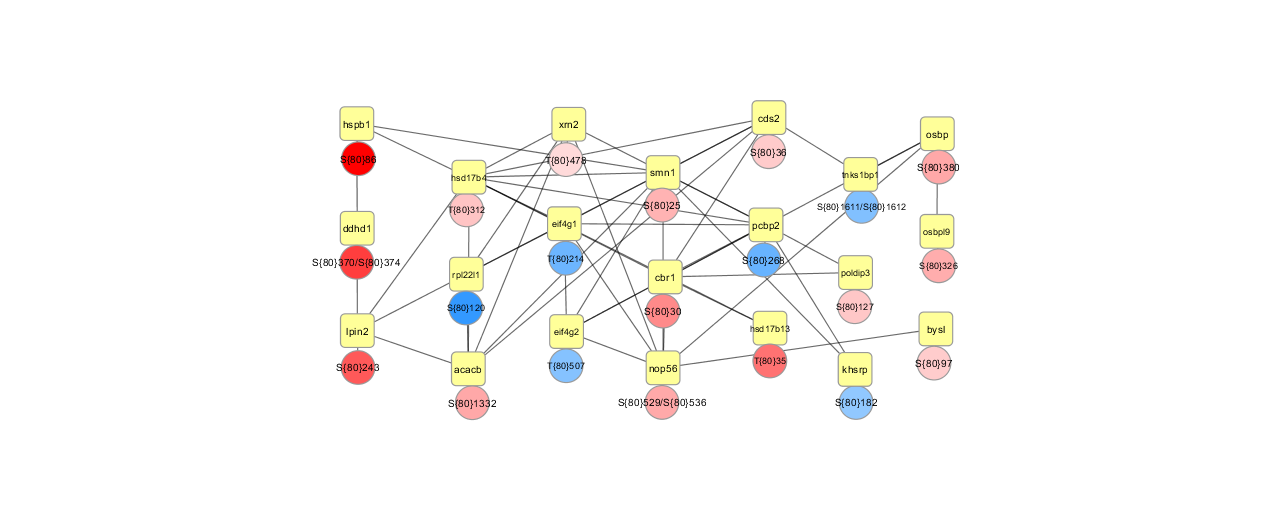 hspb1
S{80}86
ddhd1
S{80}370/S{80}374
lpin2
S{80}243
hsd17b4
T{80}312
rpl22l1
S{80}120
acacb
S{80}1332
xrn2
T{80}478
eif4g1
T{80}214
eif4g2
T{80}507
smn1
S{80}25
cbr1
S{80}30
nop56
S{80}529/S{80}536
cds2
S{80}36
pcbp2
S{80}268
hsd17b13
T{80}35
tnks1bp1
S{80}1611/S{80}1612
poldip3
S{80}127
khsrp
S{80}182
osbp
S{80}380
osbpl9
S{80}326
bysl
S{80}97